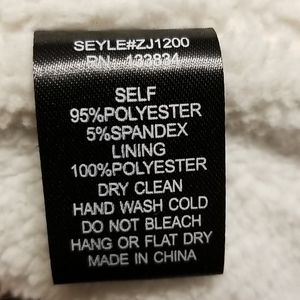 SEYLE#ZJ1200
RN 133834
SELF
95%POLYESTER
5%SPANDEX
LINING
100%POLYESTER
DRY CLEAN
HAND WASH COLD
DO NOT BLEACH
HANG OR FLAT DRY
MADE IN CHINA